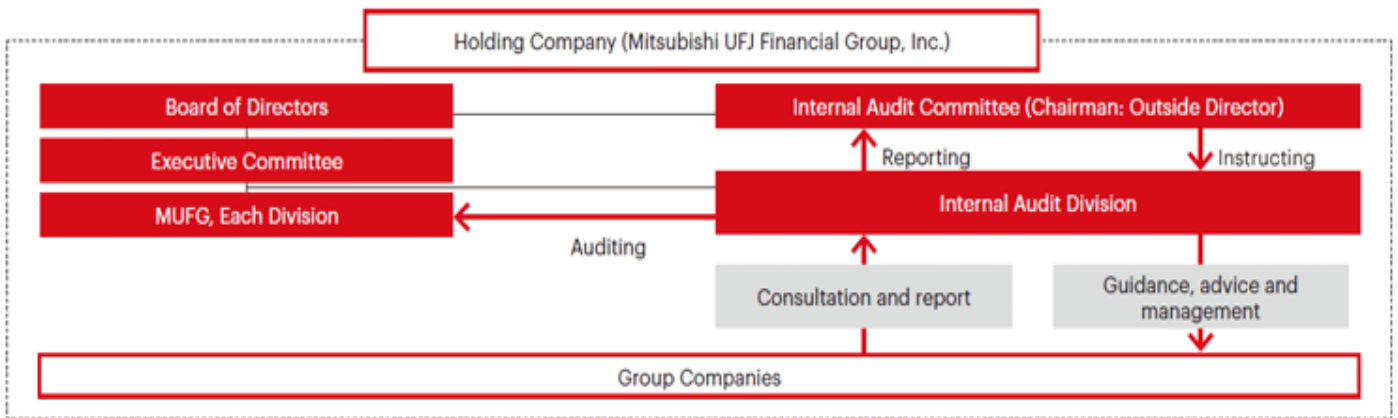 Holding Company (Mitsubishi UFJ Financial Group, Inc.)
Board of Directors
Internal Audit Committee (Chairman: Outside Director)
Executive Committee
Reporting
Instructing
MUFG, Each Division
Internal Audit Division
Auditing
Consultation and report
Guidance, advice and
management
Group Companies